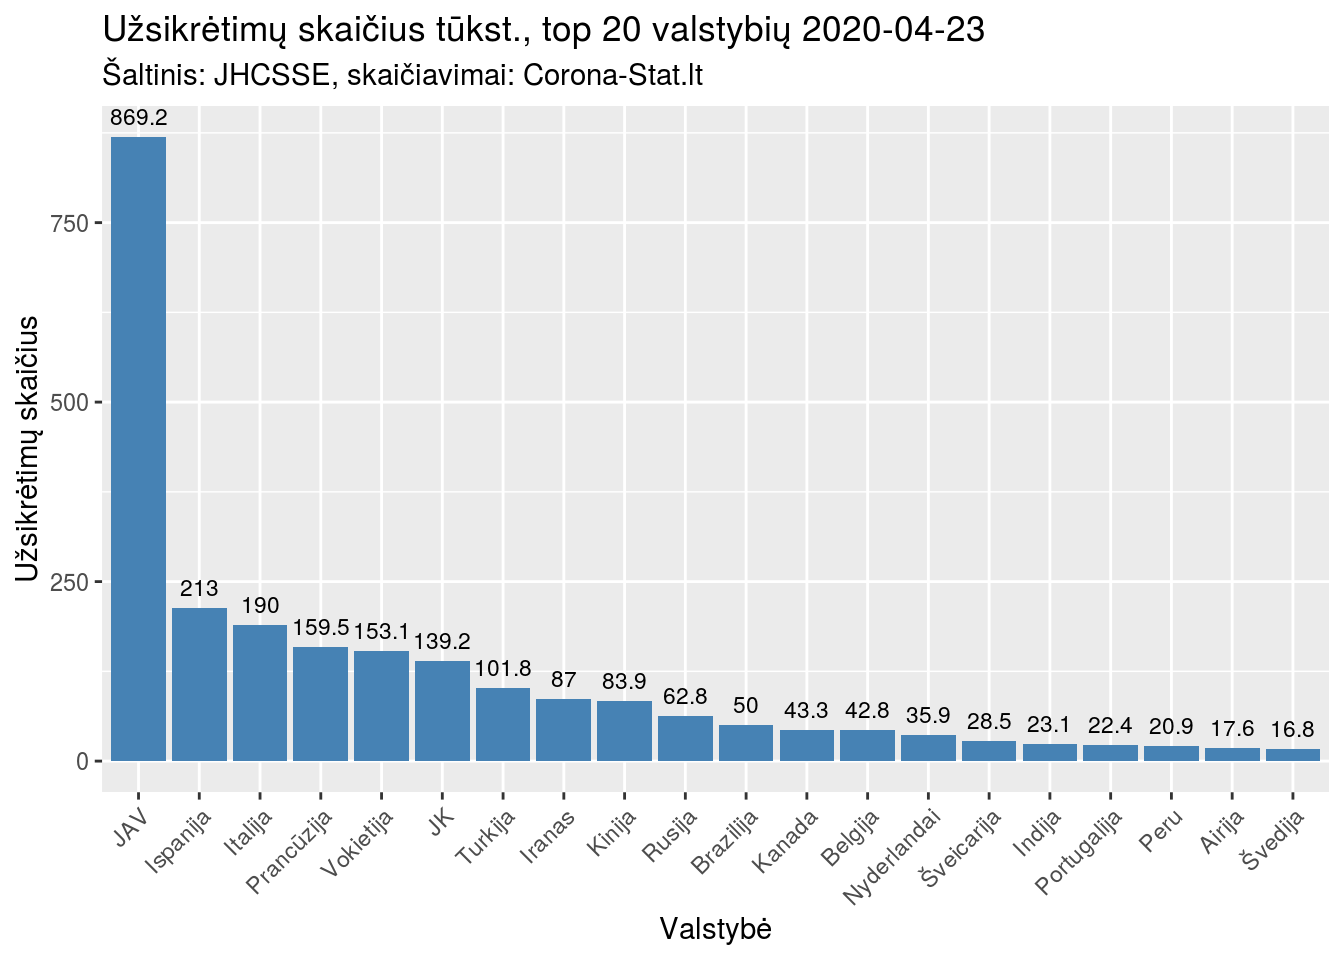 Užsikrėtimų skaičius tūkst., top 20 valstybių 2020-04-23
Šaltinis: JHCSSE, skaičiavimai: Corona-Stat.lt
Užsikrėtimų skaičius
750
500
250
0
869.2
213
190
159.5
153.1
139.2
101.8
87
83.9
62.8
50
43.3
42.8
35.9
28.5
23.1
22.4
20.9
17.6
16.8
JAV
Ispanija
Italija
Prancūzija
Vokietija
JK
Turkija
Iranas
Kinija
Rusija
Brazilija
Kanada
Belgija
Nyderlandai
Šveicarija
Indija
Portugalija
Peru
Airija
Švedija
Valstybė